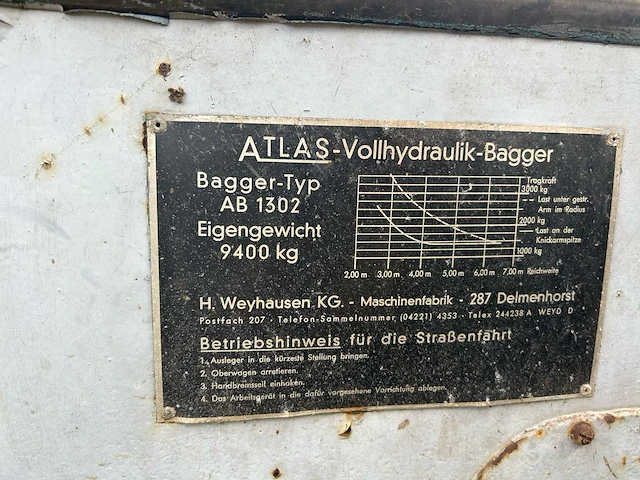 ATLAS-Vollhydraulik-Bagger
Bagger-Typ
AB 1302
Eigengewicht
9400 kg
Tragkraft
3000 kg
Last unter gestr.
Arm im Radius
2000 kg
Last an der
Knickarmspitze
1000 kg
2,00 m 3,00 m 4,00 m 5,00 m 6,00 m 7,00 m Reichweite
H. Weyhausen KG. - Maschinenfabrik - 287 Delmenhorst
Postfach 207 - Telefon-Sammelnummer (04221) 4353 - Telex 244238 A WEYD D
Betriebshinweis für die Straßenfahrt
1. Ausleger in die kürzeste Stellung bringen.
2. Oberwagen arretieren.
3. Handbremsseil einhaken.
4. Das Arbeitsgerät in die dafür vorgesehene Vorrichtung ablegen.